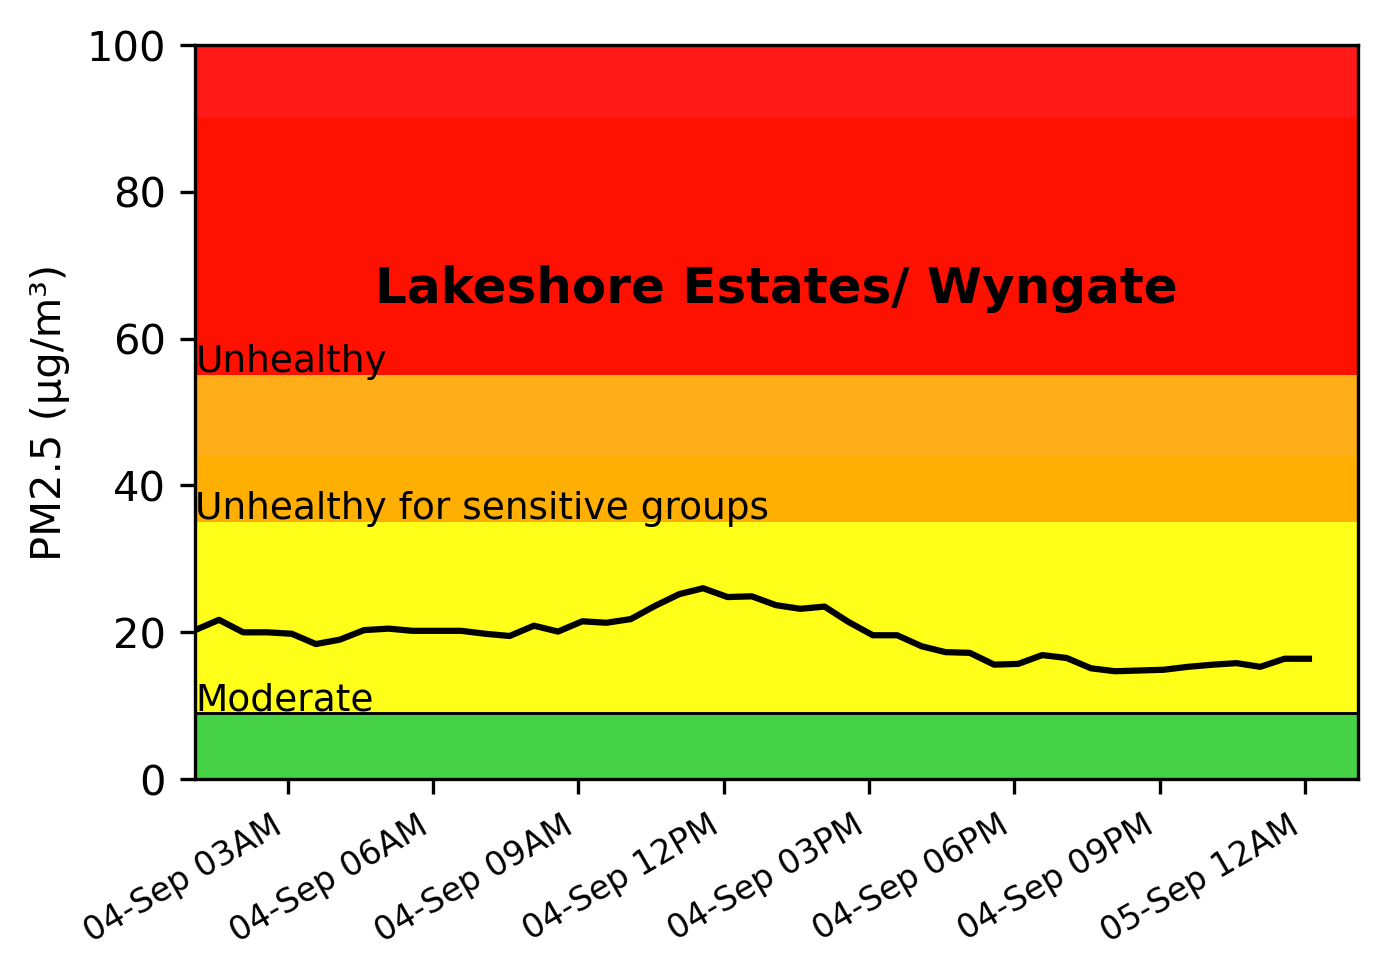 100
80
60
40
20
0
PM2.5 (µg/m³)
Lakeshore Estates/ Wyngate
Unhealthy
Unhealthy for sensitive groups
Moderate
04-Sep 03AM
04-Sep 06AM
04-Sep 09AM
04-Sep 12PM
04-Sep 03PM
04-Sep 06PM
04-Sep 09PM
05-Sep 12AM